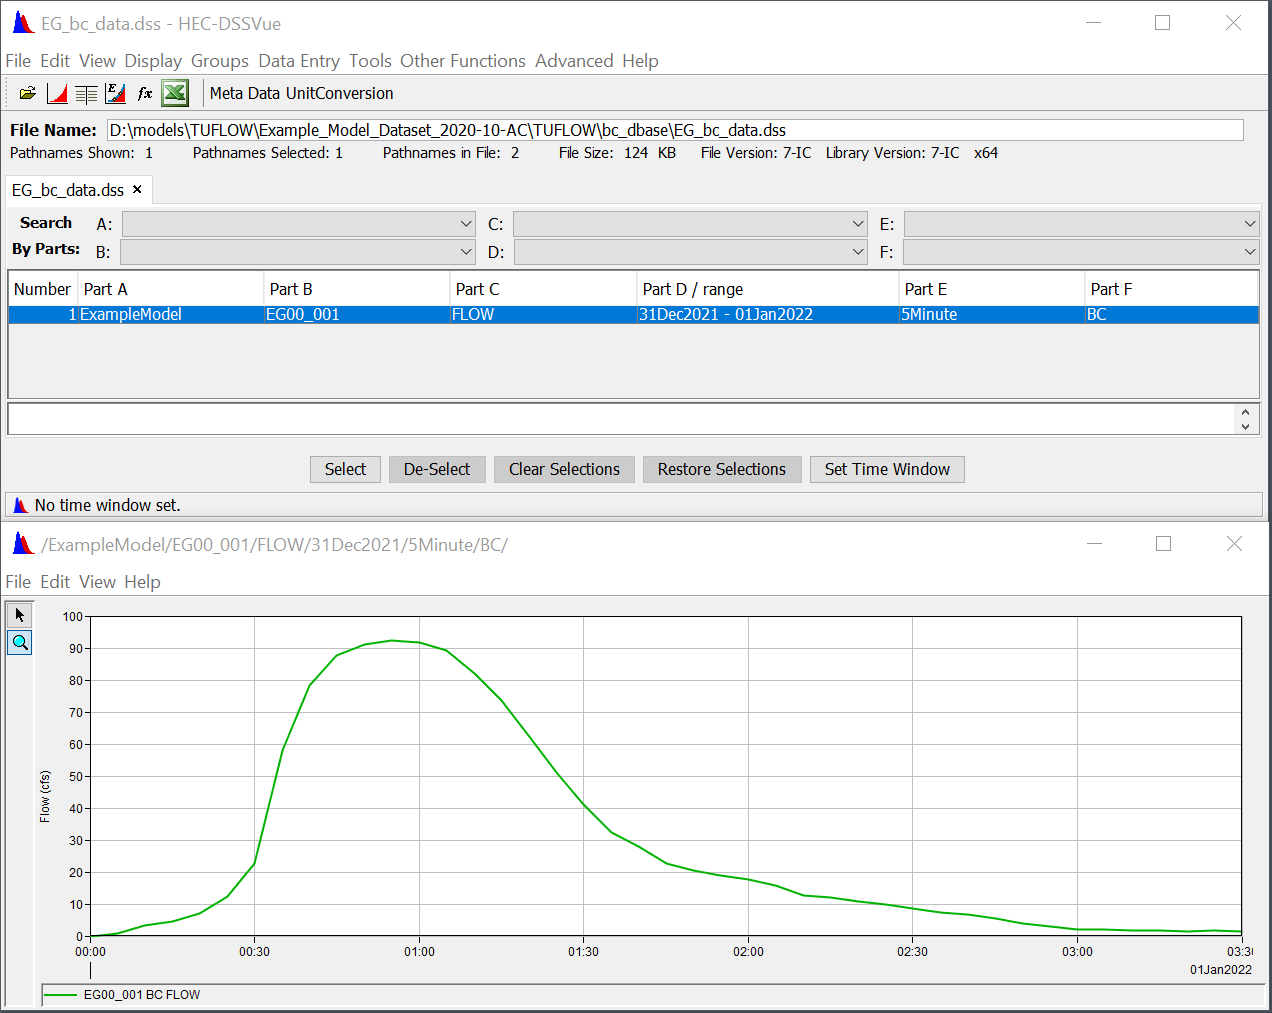 EG_bc_data.dss - HEC-DSSVue
File Edit View Display Groups Data Entry Tools Other Functions Advanced Help
E fx Meta Data UnitConversion
File Name: D:\models\TUFLOW\Example_Model_Dataset_2020-10-AC\TUFLOW\bc_dbase\EG_bc_data.dss
Pathnames Shown: 1 Pathnames Selected: 1 Pathnames in File: 2 File Size: 124 KB File Version: 7-IC Library Version: 7-IC x64
EG_bc_data.dss ×
Search A: C: E:
By Parts: B: D: F:
Number Part A Part B Part C Part D / range Part E Part F
1 ExampleModel EG00_001 FLOW 31Dec2021 - 01Jan2022 5Minute BC
Select De-Select Clear Selections Restore Selections Set Time Window
No time window set.
/ExampleModel/EG00_001/FLOW/31Dec2021/5Minute/BC/
File Edit View Help
100
90
80
70
60
50
40
30
20
10
0
Flow (cfs)
00:00 00:30 01:00 01:30 02:00 02:30 03:00 03:30
01Jan2022
EG00_001 BC FLOW